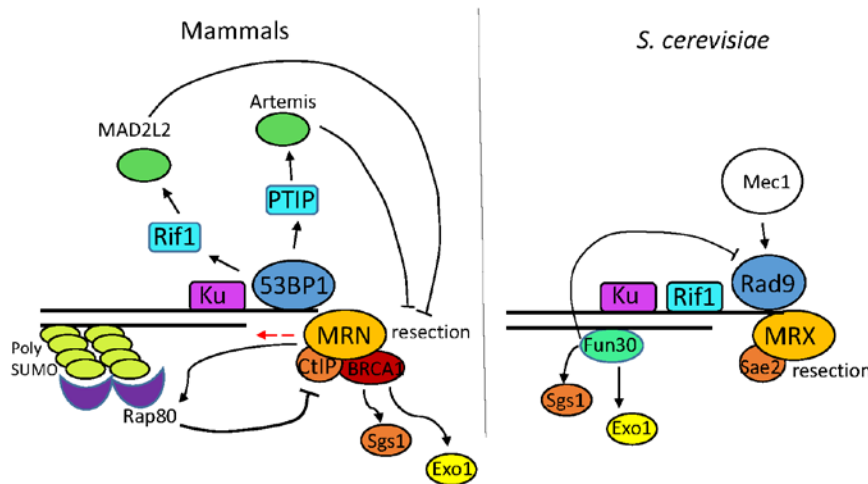 Mammals
S. cerevisiae
Artemis
MAD2L2
Mec1
PTIP
Rif1
53BP1
Ku
Rad9
Ku
Rif1
MRN
resection
MRX
Poly
SUMO
CtIP
BRCA1
Fun30
Sae2
resection
Rap80
Sgs1
Exo1
Sgs1
Exo1